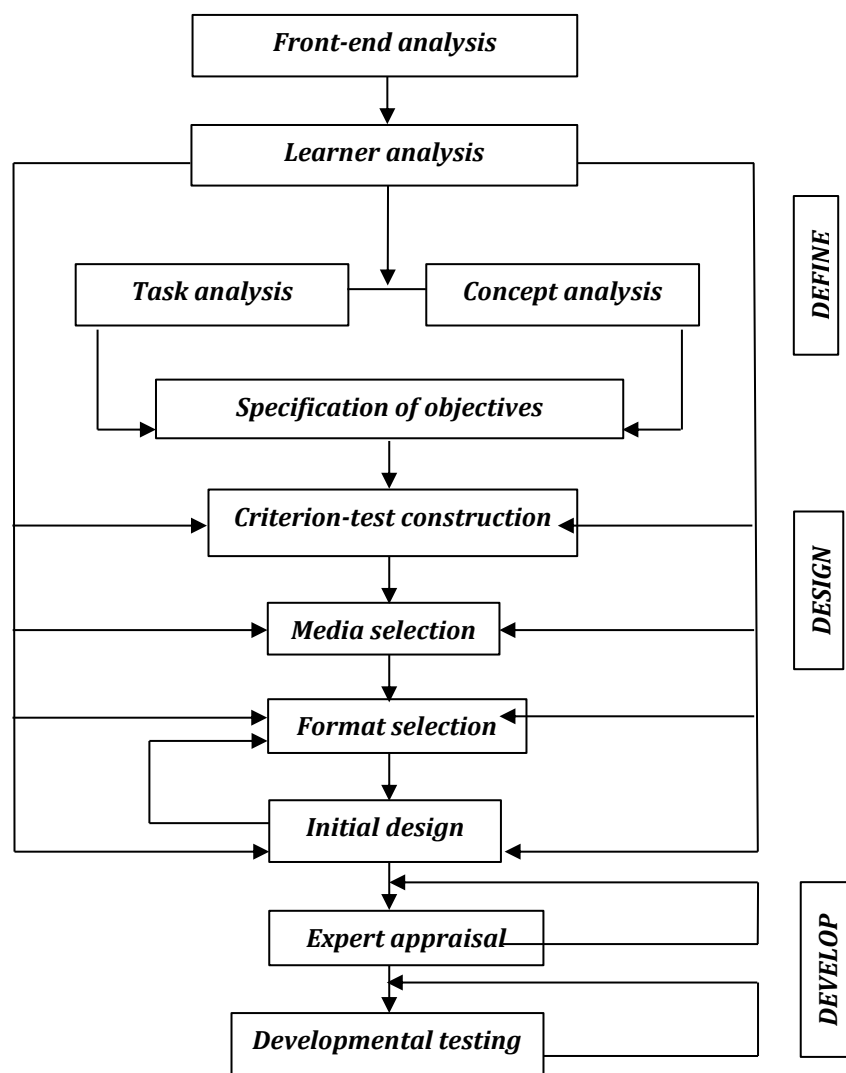 Front-end analysis
Learner analysis
DEFINE
Task analysis
Concept analysis
Specification of objectives
Criterion-test construction
DESIGN
Media selection
Format selection
Initial design
Expert appraisal
DEVELOP
Developmental testing